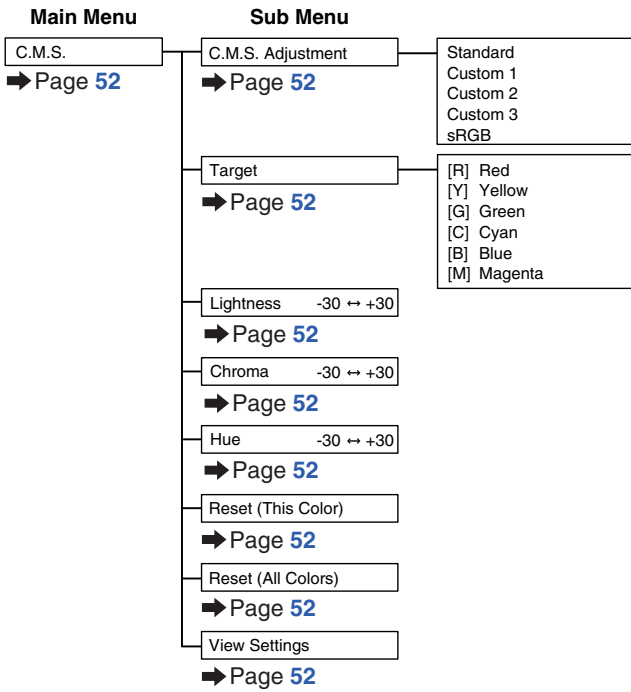 Main Menu
Sub Menu
C.M.S.
➡ Page 52
C.M.S. Adjustment
➡ Page 52
Standard
Custom 1
Custom 2
Custom 3
sRGB
Target
➡ Page 52
[R] Red
[Y] Yellow
[G] Green
[C] Cyan
[B] Blue
[M] Magenta
Lightness -30 ↔ +30
➡ Page 52
Chroma -30 ↔ +30
➡ Page 52
Hue -30 ↔ +30
➡ Page 52
Reset (This Color)
➡ Page 52
Reset (All Colors)
➡ Page 52
View Settings
➡ Page 52